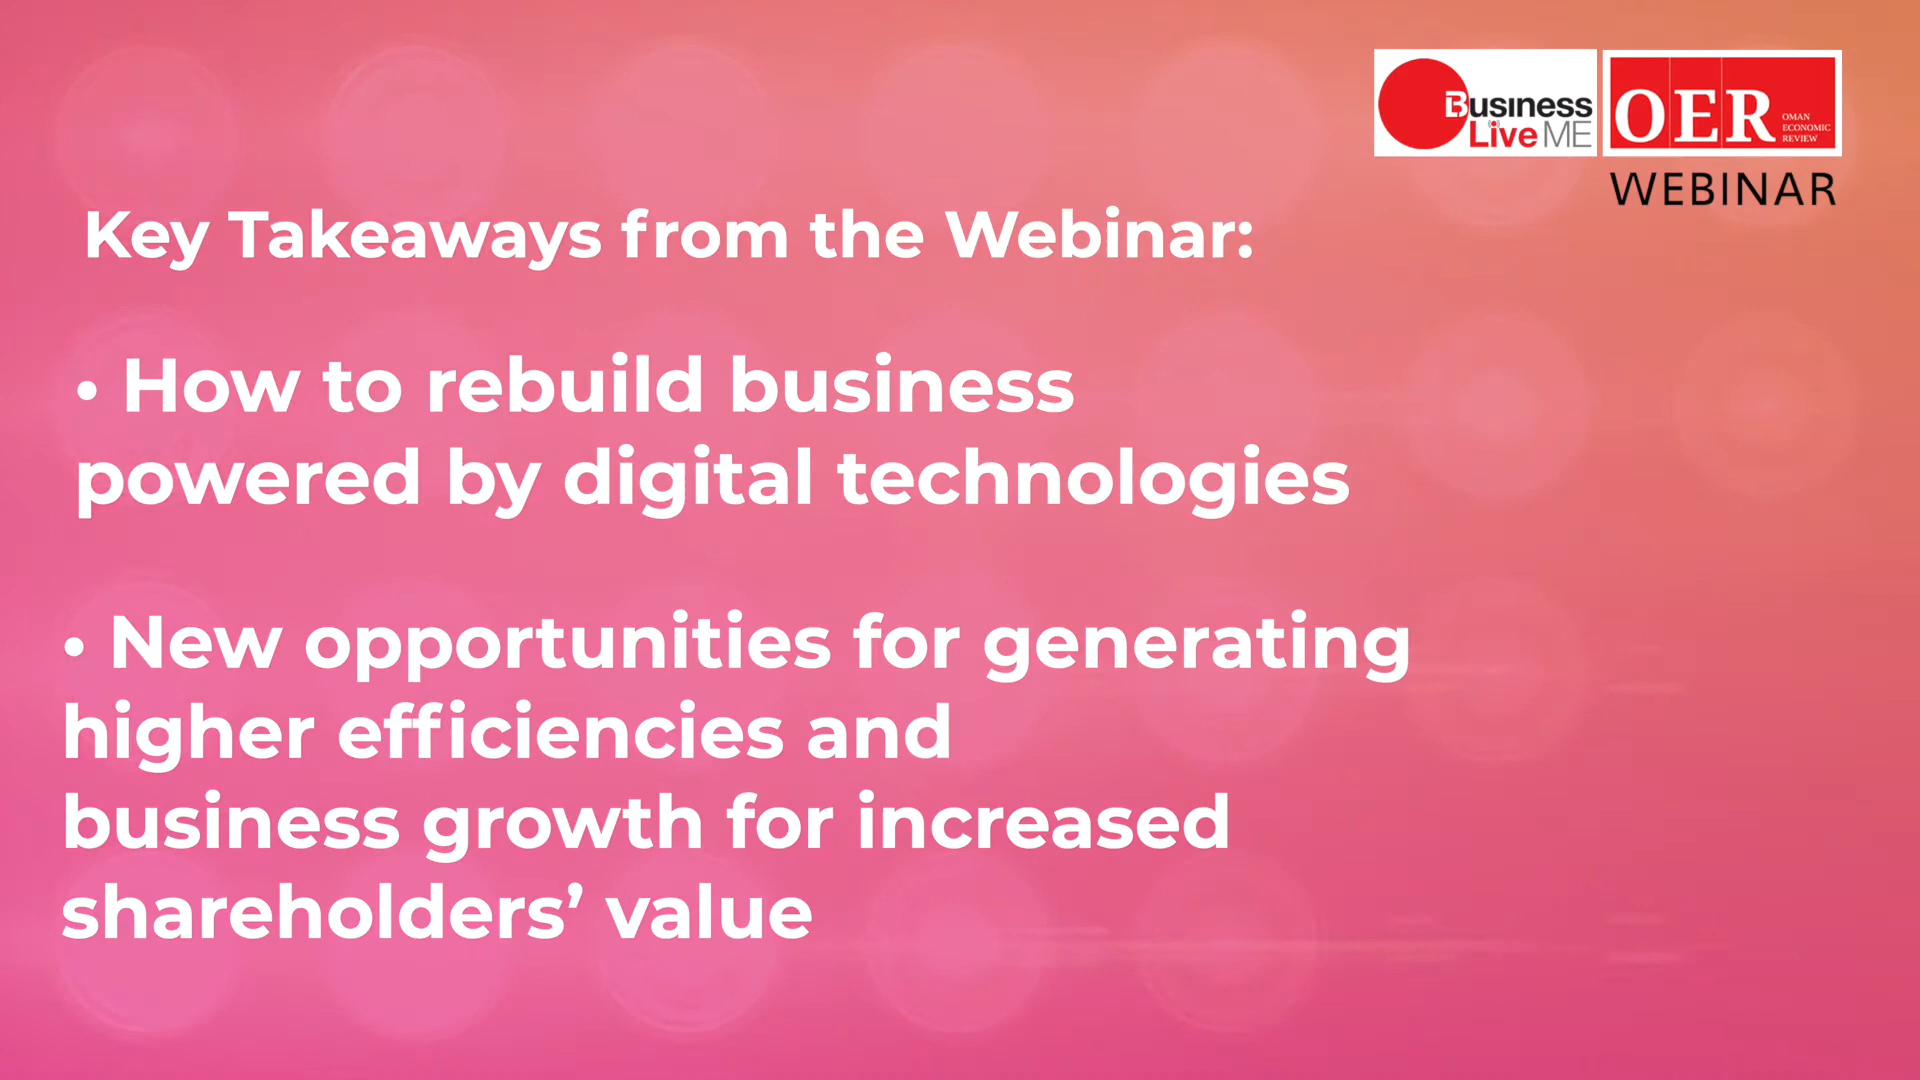 Business
Live ME
OER
OMAN
ECONOMIC
REVIEW
WEBINAR
Key Takeaways from the Webinar:
• How to rebuild business
powered by digital technologies
• New opportunities for generating
higher efficiencies and
business growth for increased
shareholders’ value